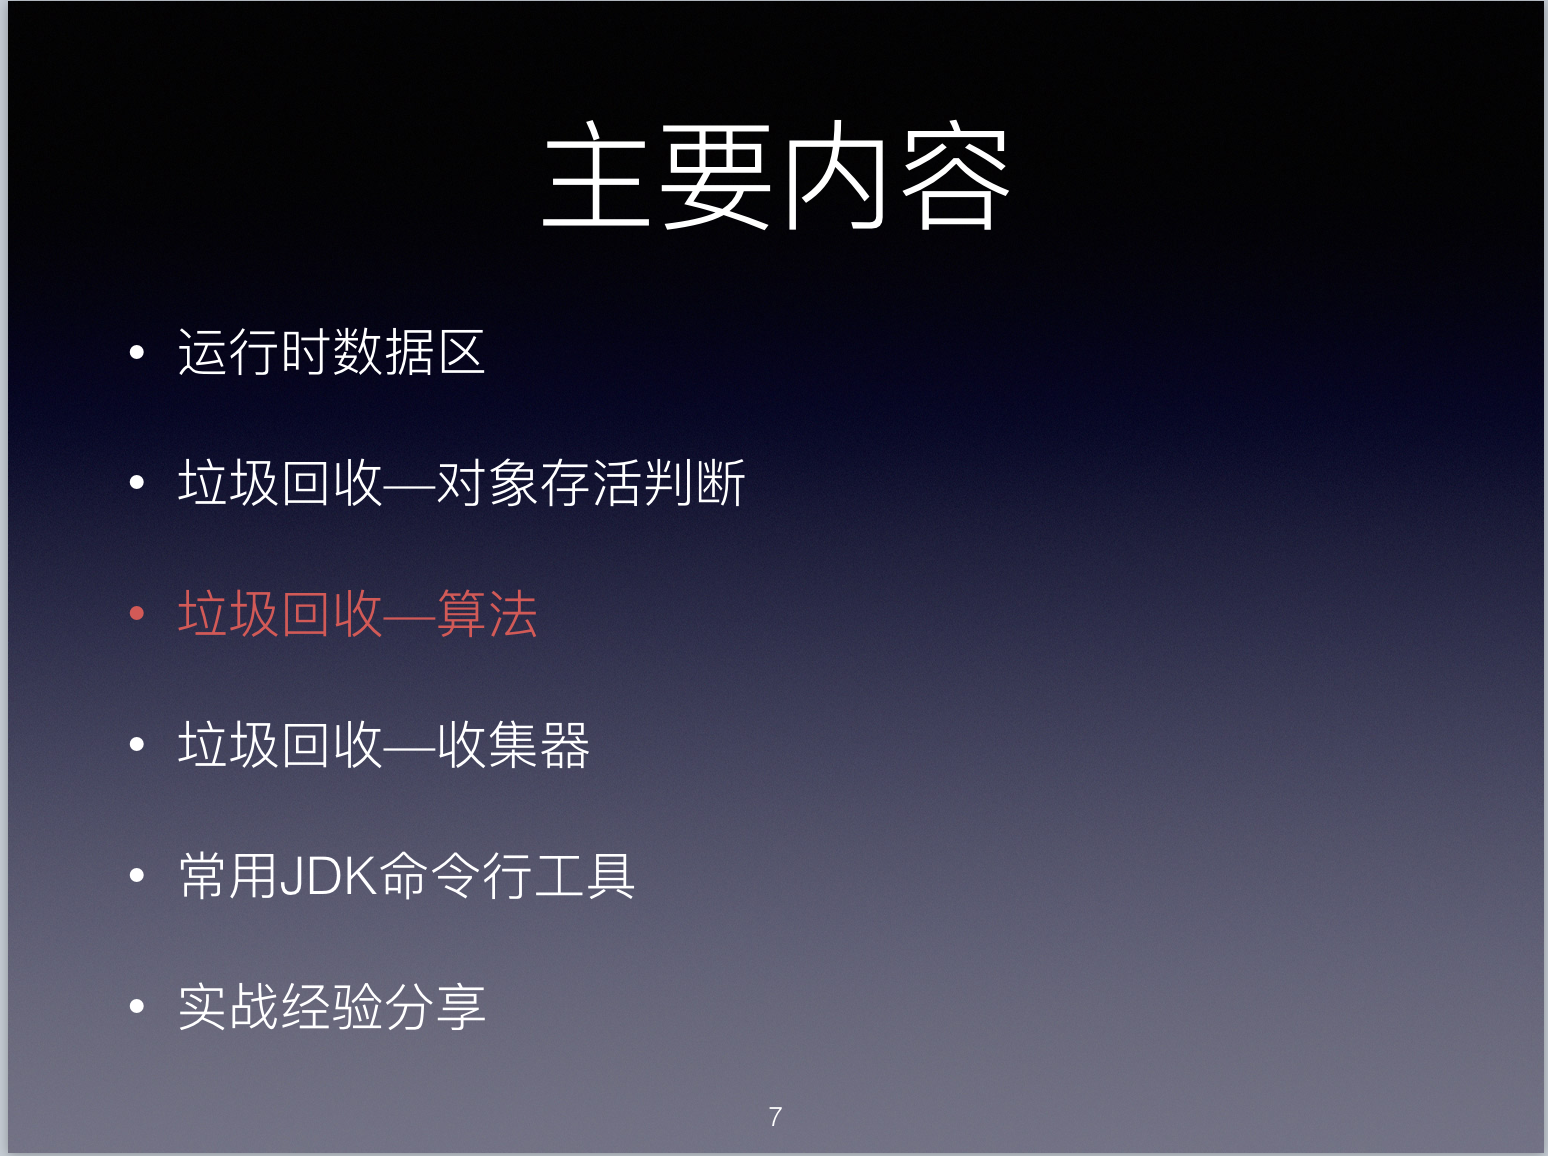 主要内容
• 运行时数据区
• 垃圾回收—对象存活判断
• 垃圾回收—算法
• 垃圾回收—收集器
• 常用JDK命令行工具
• 实战经验分享
7